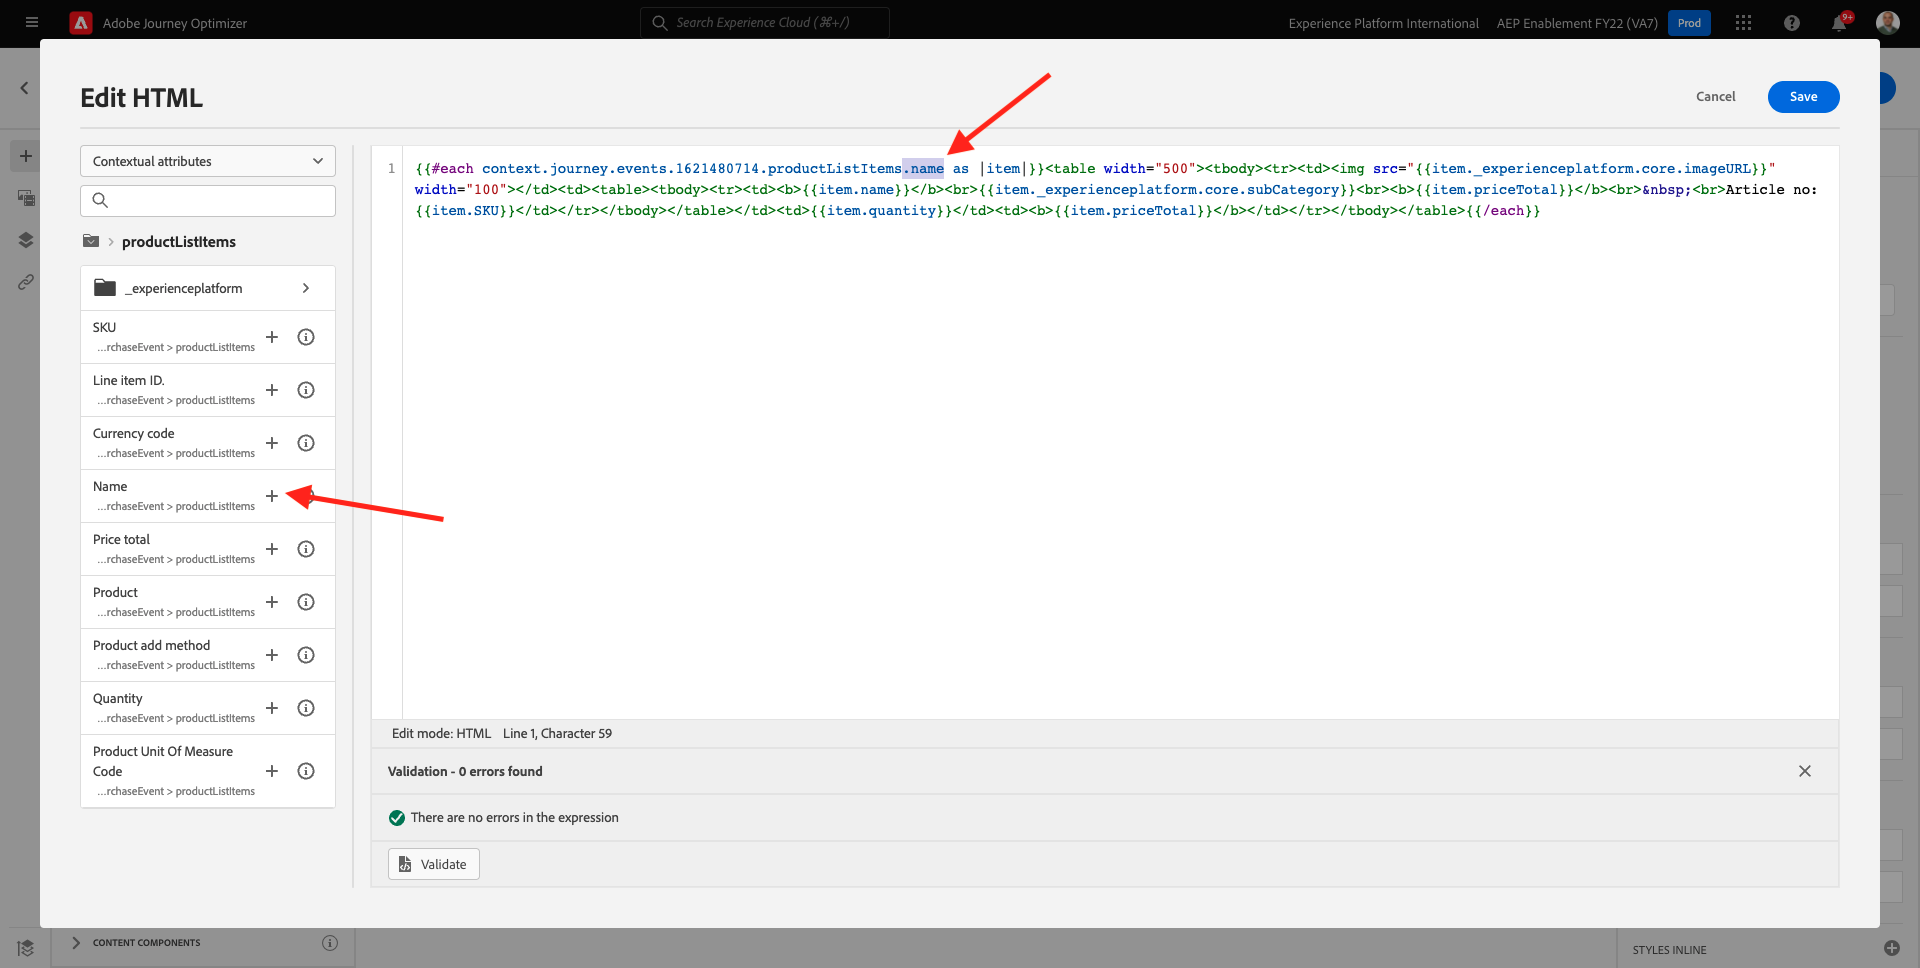 Adobe Journey Optimizer
Search Experience Cloud (⌘+/)
Experience Platform International
AEP Enablement FY22 (VA7)
Prod
9+
Edit HTML
Cancel
Save
Contextual attributes
productListItems
_experienceplatform
SKU
...rchaseEvent > productListItems
Line item ID.
...rchaseEvent > productListItems
Currency code
...rchaseEvent > productListItems
Name
...rchaseEvent > productListItems
Price total
...rchaseEvent > productListItems
Product
...rchaseEvent > productListItems
Product add method
...rchaseEvent > productListItems
Quantity
...rchaseEvent > productListItems
Product Unit Of Measure
Code
...rchaseEvent > productListItems
1
{{#each context.journey.events.1621480714.productListItems.name as |item|}}<table width="500"><tbody><tr><td><img src="{{item._experienceplatform.core.imageURL}}"
width="100"></td><td><table><tbody><tr><td><b>{{item.name}}</b><br>{{item._experienceplatform.core.subCategory}}<br><b>{{item.priceTotal}}</b><br>&nbsp;<br>Article no:
{{item.SKU}}</td></tr></tbody></table></td><td>{{item.quantity}}</td><td><b>{{item.priceTotal}}</b></td></tr></tbody></table>{{/each}}
Edit mode: HTML Line 1, Character 59
Validation - 0 errors found
There are no errors in the expression
Validate
CONTENT COMPONENTS
STYLES INLINE